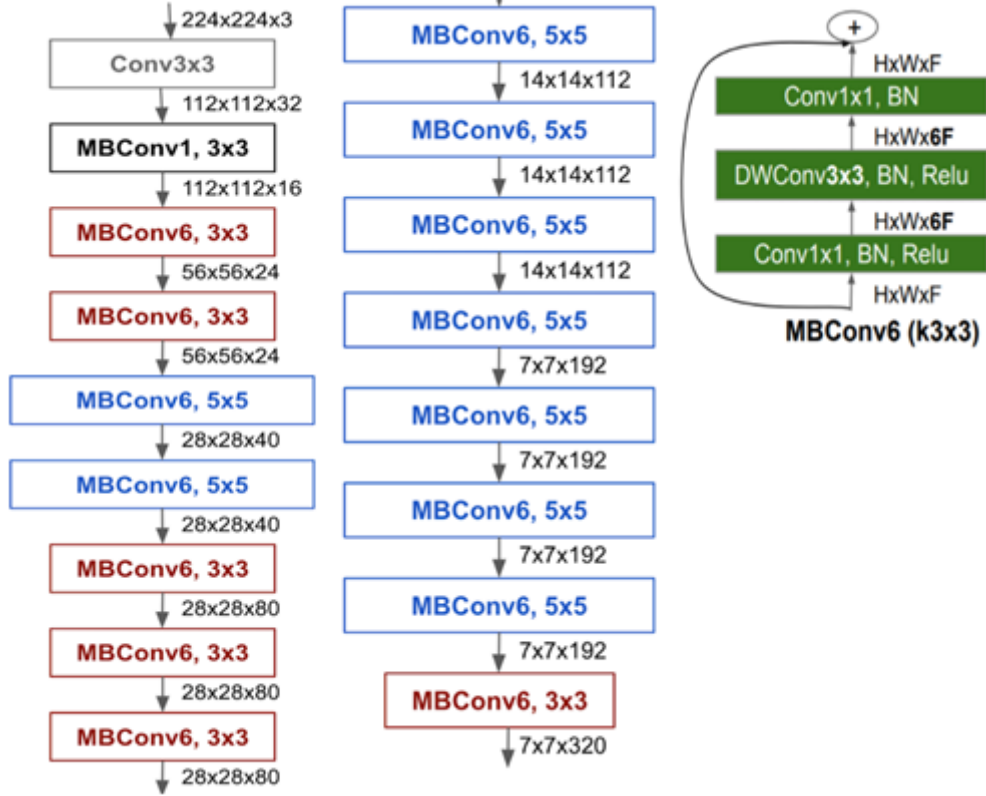 224x224x3
Conv3x3
112x112x32
MBConv1, 3x3
112x112x16
MBConv6, 3x3
56x56x24
MBConv6, 3x3
56x56x24
MBConv6, 5x5
28x28x40
MBConv6, 5x5
28x28x40
MBConv6, 3x3
28x28x80
MBConv6, 3x3
28x28x80
MBConv6, 3x3
28x28x80
MBConv6, 5x5
14x14x112
MBConv6, 5x5
14x14x112
MBConv6, 5x5
14x14x112
MBConv6, 5x5
7x7x192
MBConv6, 5x5
7x7x192
MBConv6, 5x5
7x7x192
MBConv6, 5x5
7x7x192
MBConv6, 3x3
7x7x320
+
HxWxF
Conv1x1, BN
HxWx6F
DWConv3x3, BN, Relu
HxWx6F
Conv1x1, BN, Relu
HxWxF
MBConv6 (k3x3)